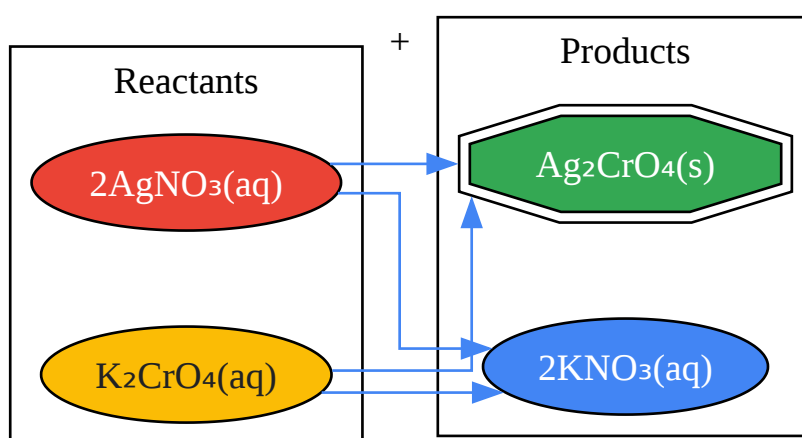 Reactants
2AgNO₃(aq)
K₂CrO₄(aq)
+
Products
Ag₂CrO₄(s)
2KNO₃(aq)